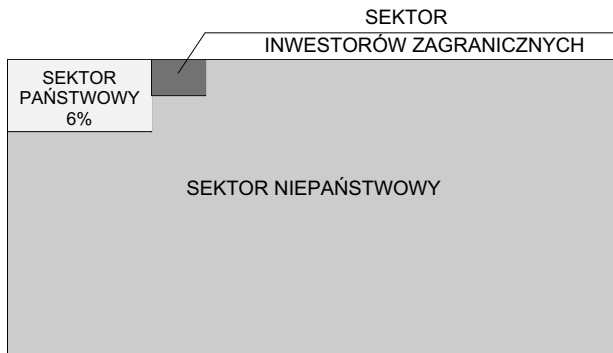 SEKTOR
INWESTORÓW ZAGRANICZNYCH
SEKTOR
PAŃSTWOWY
6%
SEKTOR NIEPAŃSTWOWY